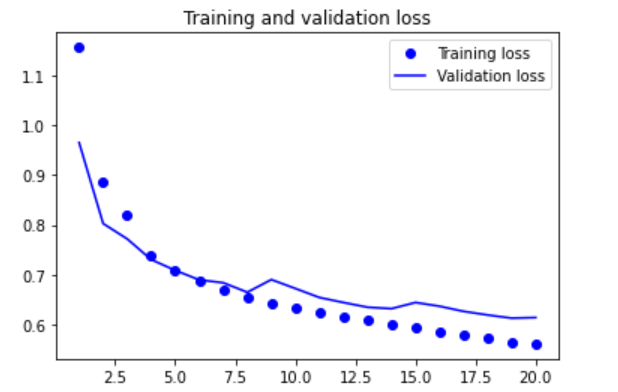 Training and validation loss
Training loss
Validation loss
1.1
1.0
0.9
0.8
0.7
0.6
2.5 5.0 7.5 10.0 12.5 15.0 17.5 20.0